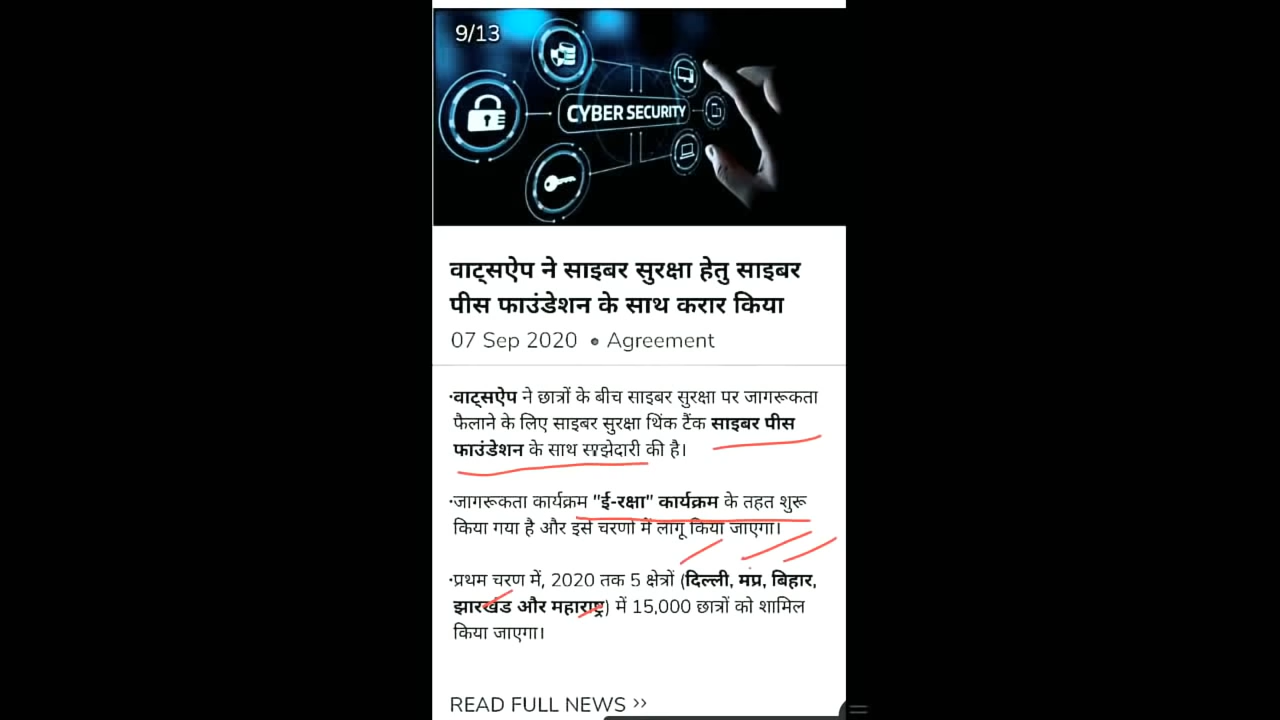 9/13
CYBER SECURITY
वाट्सऐप ने साइबर सुरक्षा हेतु साइबर
पीस फाउंडेशन के साथ करार किया
07 Sep 2020 • Agreement
·वाट्सऐप ने छात्रों के बीच साइबर सुरक्षा पर जागरूकता
फैलाने के लिए साइबर सुरक्षा थिंक टैंक साइबर पीस
फाउंडेशन के साथ साझेदारी की है।
·जागरूकता कार्यक्रम "ई-रक्षा" कार्यक्रम के तहत शुरू
किया गया है और इसे चरणों में लागू किया जाएगा।
·प्रथम चरण में, 2020 तक 5 क्षेत्रों (दिल्ली, मप्र, बिहार,
झारखंड और महाराष्ट्र) में 15,000 छात्रों को शामिल
किया जाएगा।
READ FULL NEWS >>